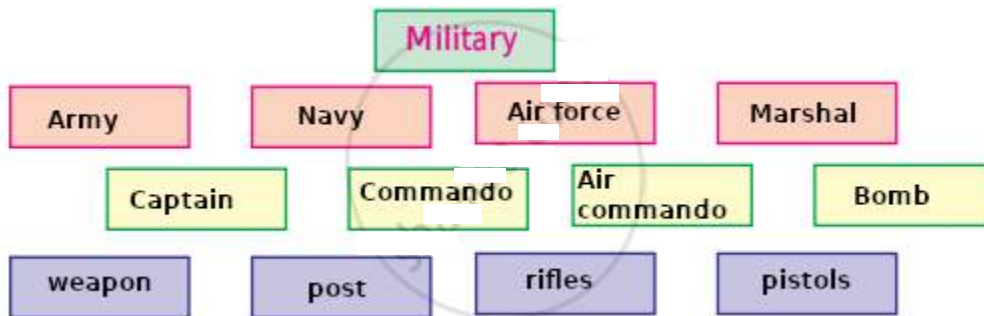 Military
Army Navy Air force Marshal
Captain Commando Air commando Bomb
weapon post rifles pistols